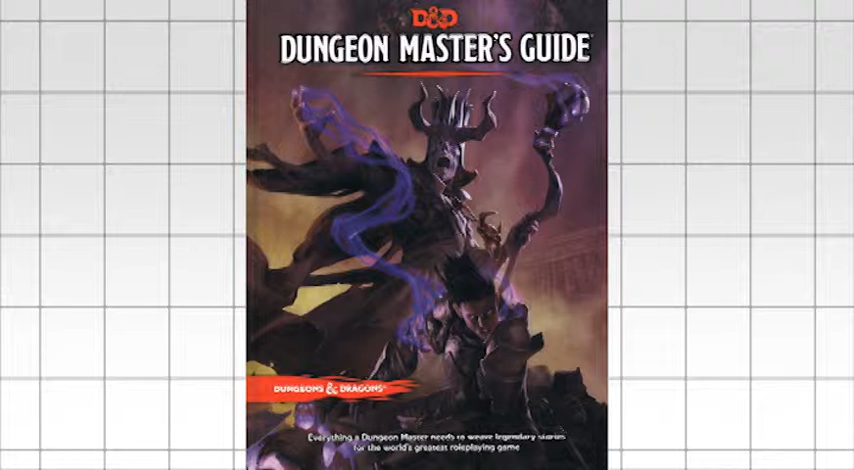 D&D
DUNGEON MASTER'S GUIDE
DUNGEONS & DRAGONS
Everything a Dungeon Master needs to weave legendary stories
for the world's greatest roleplaying game